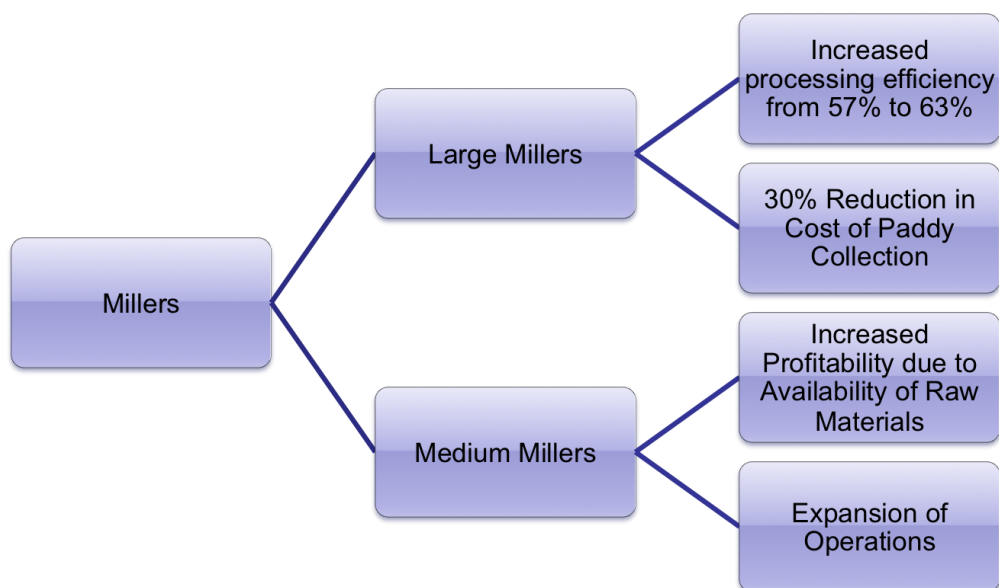 Millers
Large Millers
Increased
processing efficiency
from 57% to 63%
30% Reduction in
Cost of Paddy
Collection
Medium Millers
Increased
Profitability due to
Availability of Raw
Materials
Expansion of
Operations